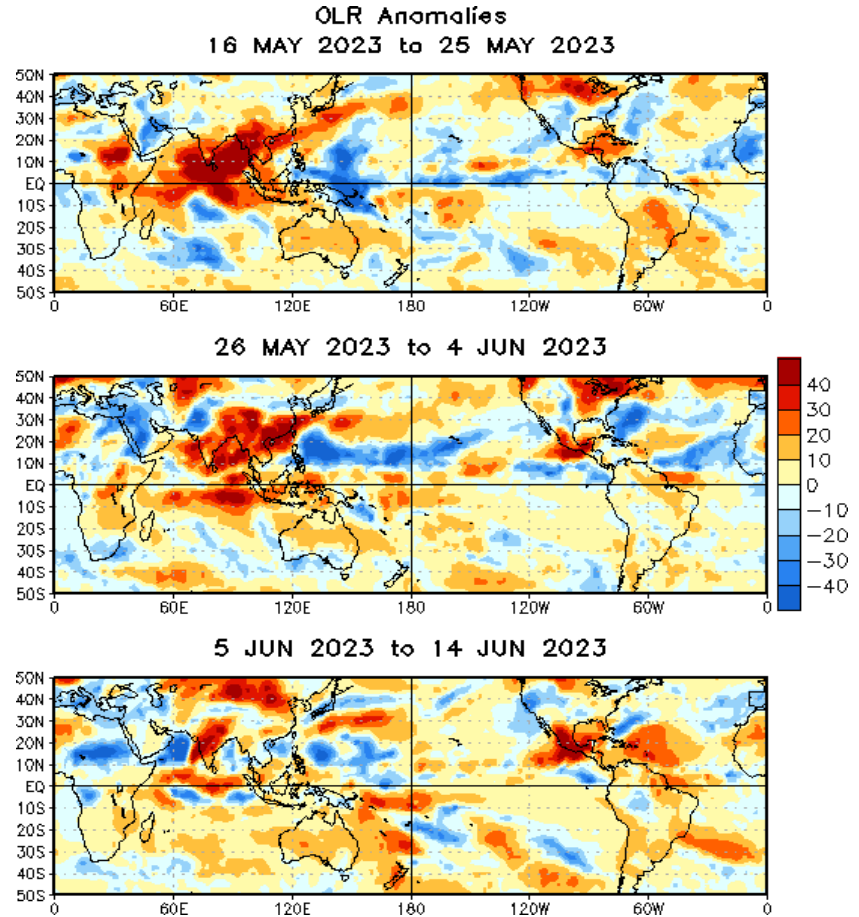 OLR Anomalies
16 MAY 2023 to 25 MAY 2023
50N
40N
30N
20N
10N
EQ
10S
20S
30S
40S
50S
0 60E 120E 180 120W 60W 0
26 MAY 2023 to 4 JUN 2023
50N
40N
30N
20N
10N
EQ
10S
20S
30S
40S
50S
0 60E 120E 180 120W 60W 0
40
30
20
10
0
−10
−20
−30
−40
5 JUN 2023 to 14 JUN 2023
50N
40N
30N
20N
10N
EQ
10S
20S
30S
40S
50S
0 60E 120E 180 120W 60W 0